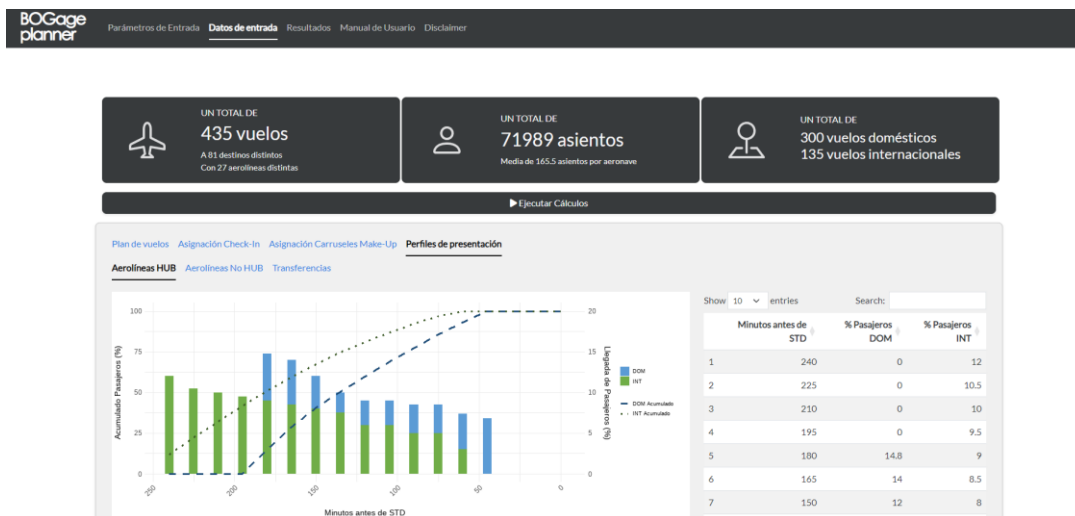 BOGage
planner
Parámetros de Entrada Datos de entrada Resultados Manual de Usuario Disclaimer
UN TOTAL DE
435 vuelos
A 81 destinos distintos
Con 27 aerolíneas distintas
UN TOTAL DE
71989 asientos
Media de 165.5 asientos por aeronave
UN TOTAL DE
300 vuelos domésticos
135 vuelos internacionales
Ejecutar Cálculos
Plan de vuelos Asignación Check-In Asignación Carruseles Make-Up Perfiles de presentación
Aerolíneas HUB Aerolíneas No HUB Transferencias
Acumulado Pasajeros (%)
100
75
50
25
0
250 200 150 100 50 0
Minutos antes de STD
20
15
10
5
0
Llegada de Pasajeros (%)
DOM
INT
DOM Acumulado
INT Acumulado
Show 10 entries Search:
Minutos antes de STD % Pasajeros DOM % Pasajeros INT
1 240 0 12
2 225 0 10.5
3 210 0 10
4 195 0 9.5
5 180 14.8 9
6 165 14 8.5
7 150 12 8